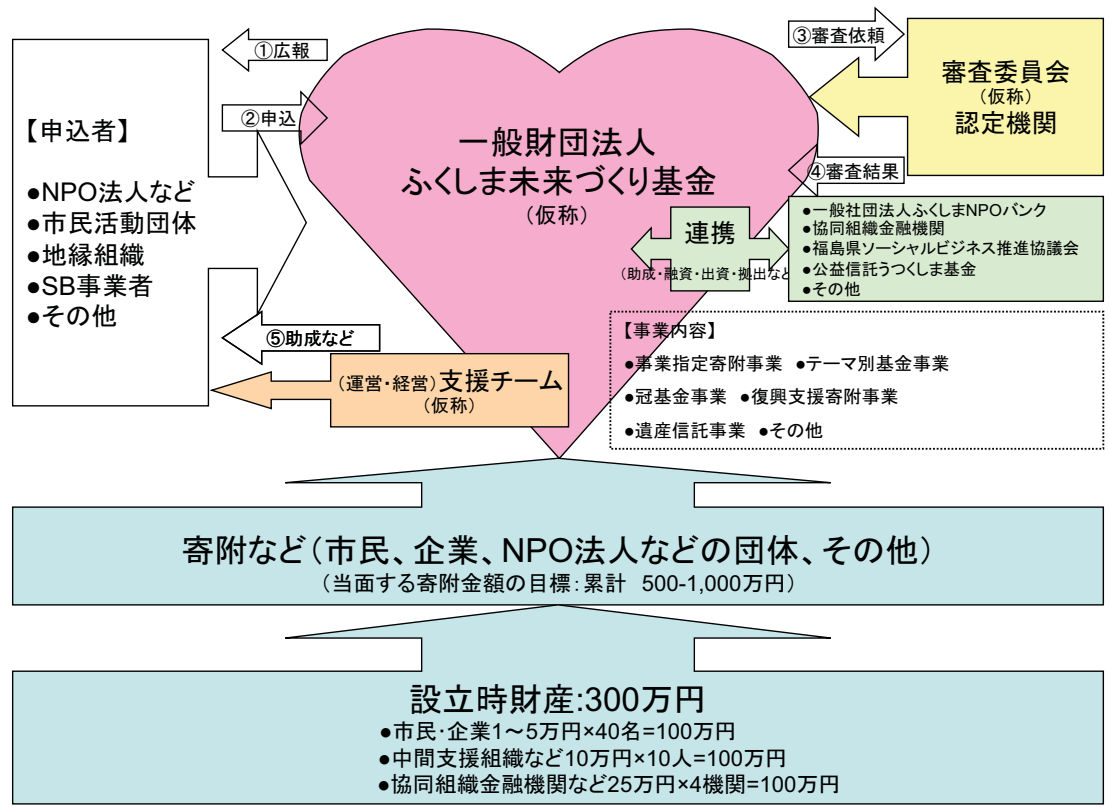 ①広報
②申込
【申込者】
●NPO法人など
●市民活動団体
●地縁組織
●SB事業者
●その他
一般財団法人
ふくしま未来づくり基金
（仮称）
③審査依頼
審査委員会
（仮称）
認定機関
④審査結果
連携
（助成・融資・出資・拠出など
●一般社団法人ふくしまNPOバンク
●協同組織金融機関
●福島県ソーシャルビジネス推進協議会
●公益信託うつくしま基金
●その他
⑤助成など
（運営・経営）支援チーム
（仮称）
【事業内容】
●事業指定寄附事業 ●テーマ別基金事業
●冠基金事業 ●復興支援寄附事業
●遺産信託事業 ●その他
寄附など（市民、企業、NPO法人などの団体、その他）
（当面する寄附金額の目標：累計 500-1,000万円）
設立時財産:300万円
●市民・企業1～5万円×40名=100万円
●中間支援組織など10万円×10人=100万円
●協同組織金融機関など25万円×4機関=100万円